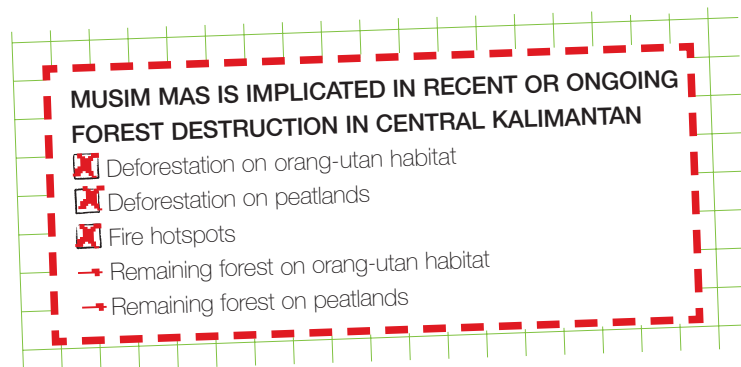 MUSIM MAS IS IMPLICATED IN RECENT OR ONGOING
FOREST DESTRUCTION IN CENTRAL KALIMANTAN
Deforestation on orang-utan habitat
Deforestation on peatlands
Fire hotspots
Remaining forest on orang-utan habitat
Remaining forest on peatlands